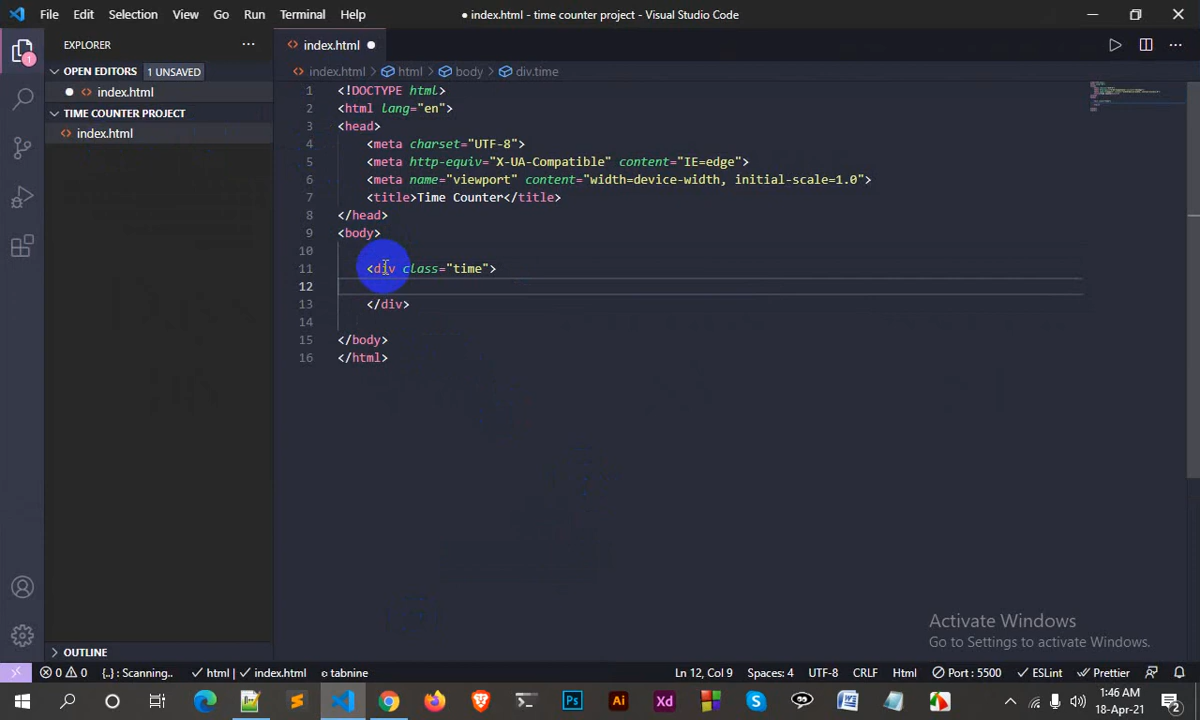 File Edit Selection View Go Run Terminal Help
● index.html - time counter project - Visual Studio Code
EXPLORER
OPEN EDITORS 1 UNSAVED
index.html
TIME COUNTER PROJECT
index.html
OUTLINE
1
index.html
index.html > html > body > div.time
1 <!DOCTYPE html>
2 <html lang="en">
3 <head>
4 <meta charset="UTF-8">
5 <meta http-equiv="X-UA-Compatible" content="IE=edge">
6 <meta name="viewport" content="width=device-width, initial-scale=1.0">
7 <title>Time Counter</title>
8 </head>
9 <body>
10
11 <div class="time">
12
13 </div>
14
15 </body>
16 </html>
Activate Windows
Go to Settings to activate Windows.
0 0 {..} : Scanning.. ✓ html | ✓ index.html tabnine Ln 12, Col 9 Spaces: 4 UTF-8 CRLF Html Port : 5500 ✓ ESLint Prettier
Ps Ai Xd S W
1:46 AM
18-Apr-21
2